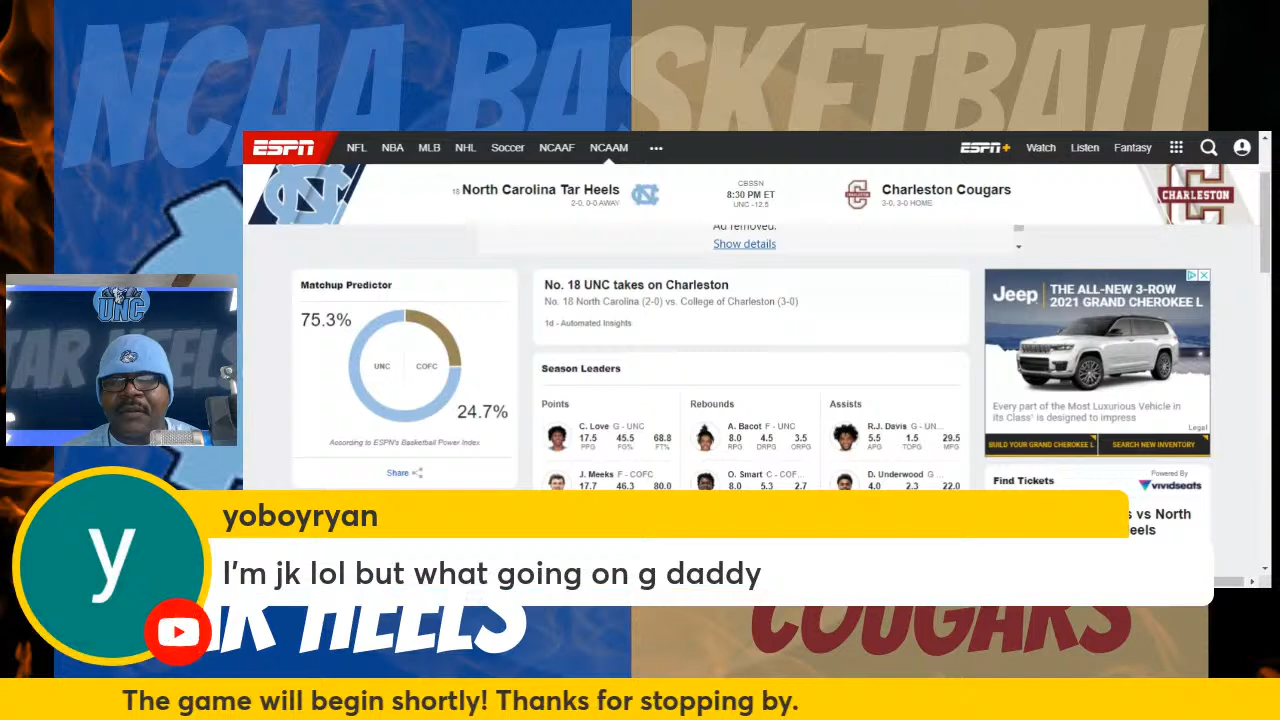 NCAA BASKETBALL
ESPN NFL NBA MLB NHL Soccer NCAAF NCAAM ••• ESPN+ Watch Listen Fantasy
18 North Carolina Tar Heels
2-0, 0-0 AWAY
CBSSN
8:30 PM ET
UNC -12.5
Charleston Cougars
3-0, 3-0 HOME
CHARLESTON
Ad removed.
Show details
Matchup Predictor
75.3%
UNC COFC
24.7%
According to ESPN's Basketball Power Index
Share
No. 18 UNC takes on Charleston
No. 18 North Carolina (2-0) vs. College of Charleston (3-0)
1d - Automated Insights
Season Leaders
Points Rebounds Assists
C. Love G - UNC
17.5 45.5 68.8
PPG FG% FT%
A. Bacot F - UNC
8.0 4.5 3.5
RPG DRPG ORPG
R.J. Davis G - UN...
5.5 1.5 29.5
APG TOPG MPG
J. Meeks F - COFC
17.7 46.3 80.0
O. Smart C - COF...
8.0 5.3 2.7
D. Underwood G ...
4.0 2.3 22.0
Jeep THE ALL-NEW 3-ROW
2021 GRAND CHEROKEE L
Every part of the Most Luxurious Vehicle in
its Class is designed to impress
Legal
BUILD YOUR GRAND CHEROKEE L SEARCH NEW INVENTORY
Find Tickets
Powered By
vividseats
s vs North
eels
UNC
TAR HEELS
y
yoboyryan
I'm jk lol but what going on g daddy
AR HEELS
COUGARS
The game will begin shortly! Thanks for stopping by.